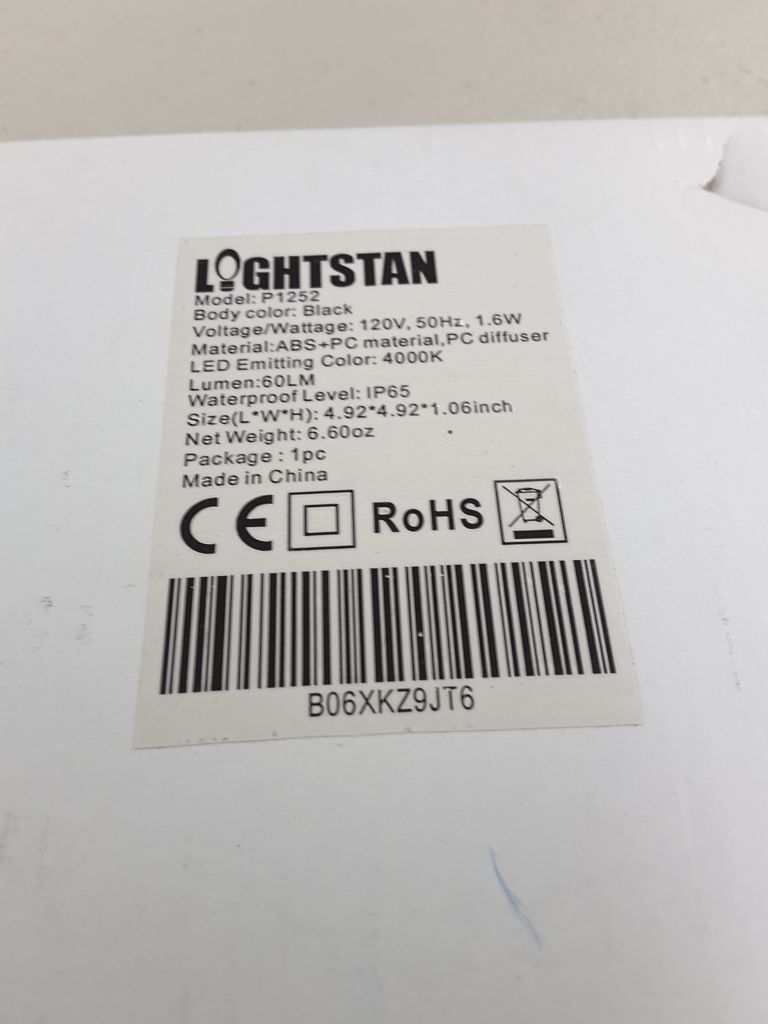 LIGHTSTAN
Model: P1252
Body color: Black
Voltage/Wattage: 120V, 50Hz, 1.6W
Material:ABS+PC material,PC diffuser
LED Emitting Color: 4000K
Lumen:60LM
Waterproof Level: IP65
Size(L*W*H): 4.92*4.92*1.06inch
Net Weight: 6.60oz
Package : 1pc
Made in China
CE RoHS
B06XKZ9JT6